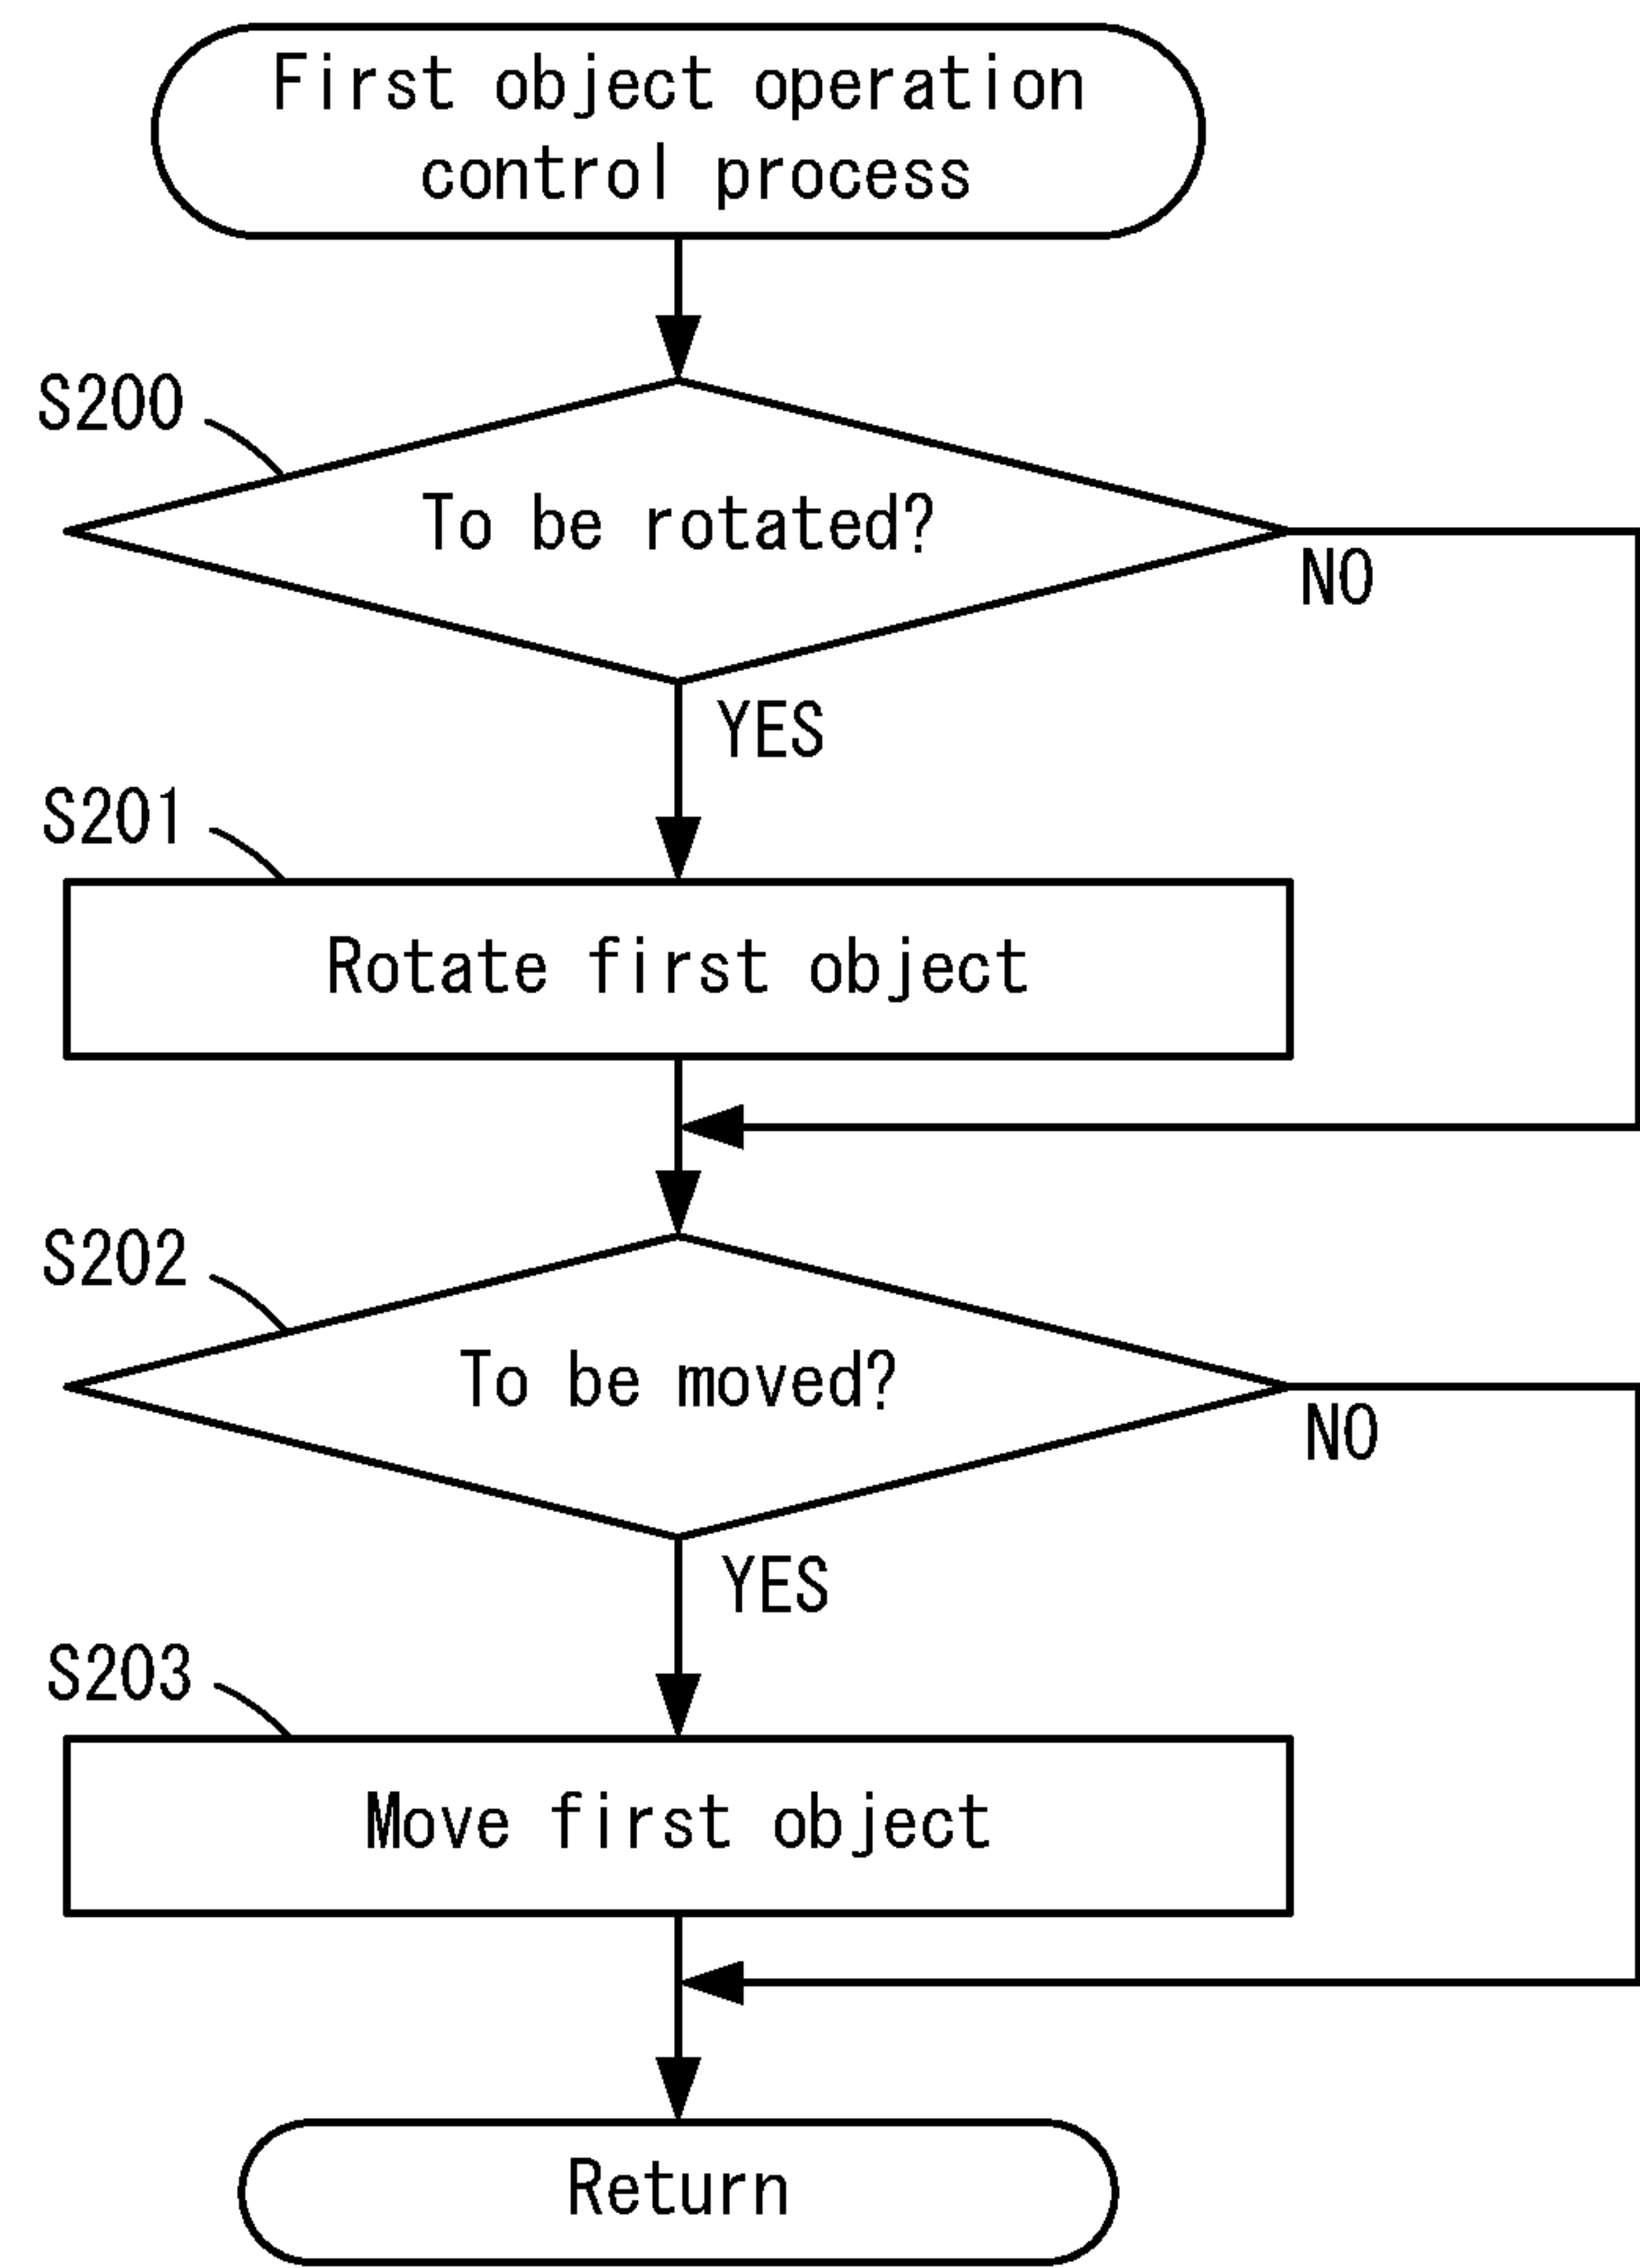 First object operation
control process
S200
To be rotated?
NO
YES
S201
Rotate first object
S202
To be moved?
NO
YES
S203
Move first object
Return